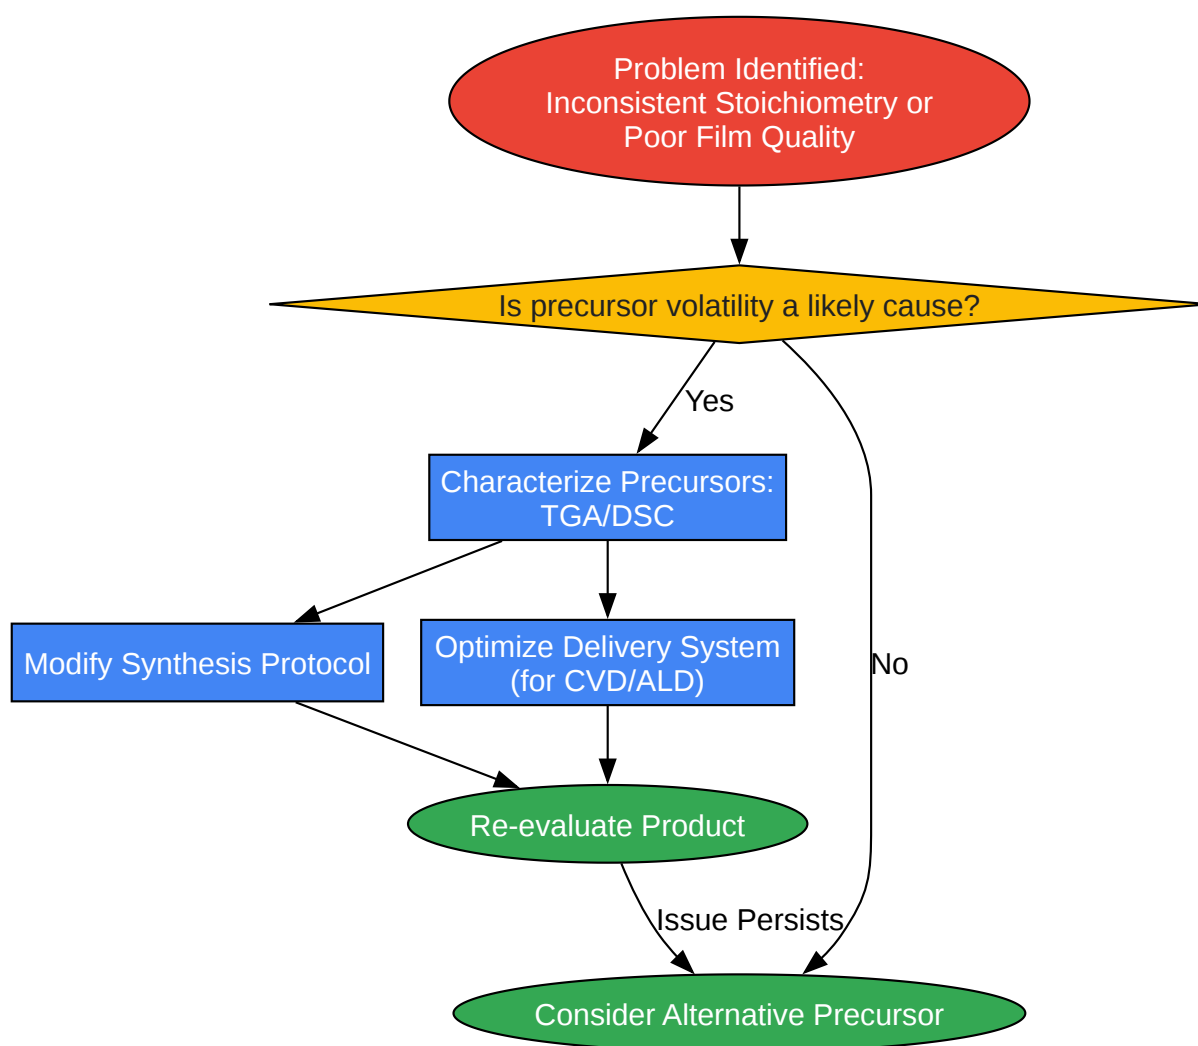 Problem Identified:
Inconsistent Stoichiometry or
Poor Film Quality
Is precursor volatility a likely cause?
Yes
Characterize Precursors:
TGA/DSC
Modify Synthesis Protocol
Optimize Delivery System
(for CVD/ALD)
No
Re-evaluate Product
Issue Persists
Consider Alternative Precursor